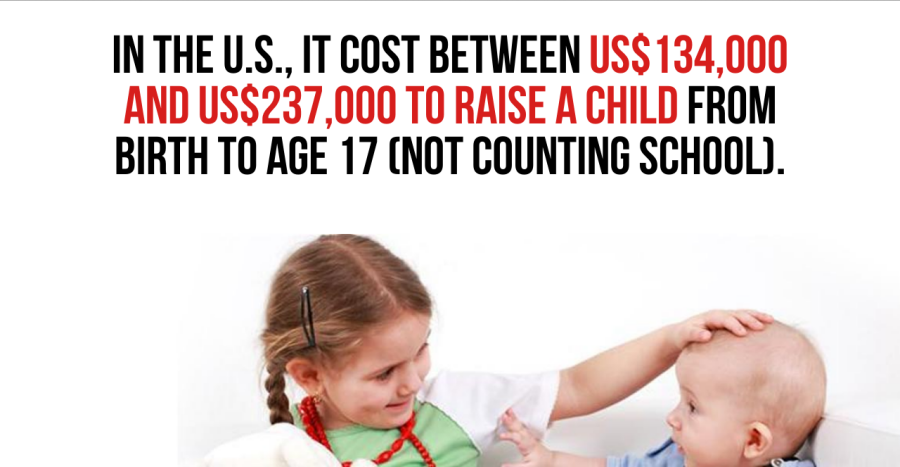 IN THE U.S., IT COST BETWEEN US$134,000
AND US$237,000 TO RAISE A CHILD FROM
BIRTH TO AGE 17 (NOT COUNTING SCHOOL).